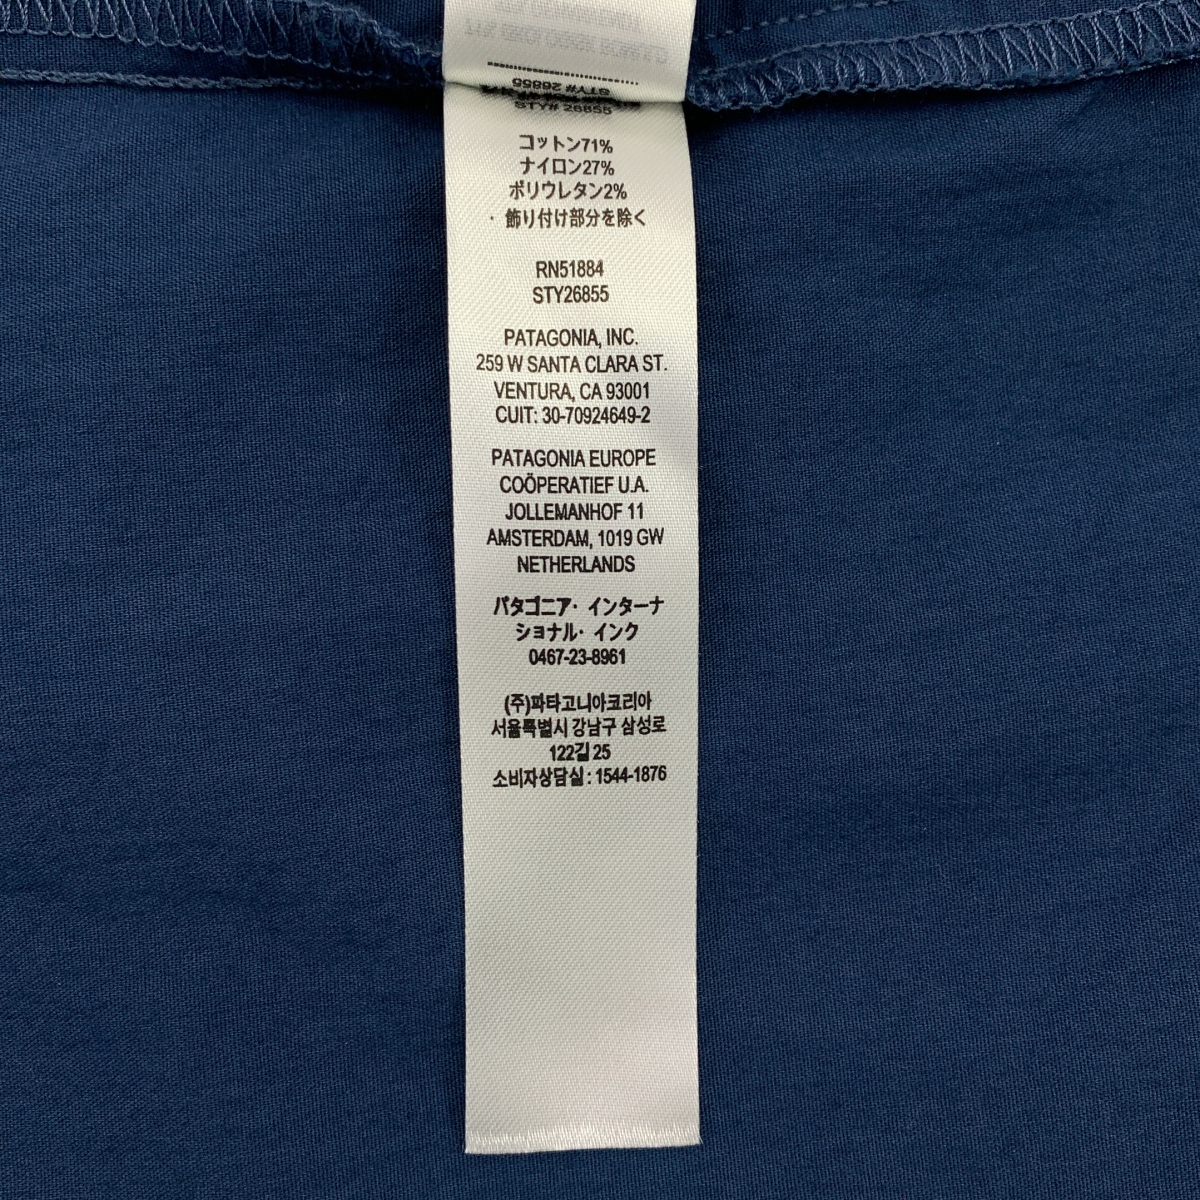 STY# 26855
STY# 26855
コットン71%
ナイロン27%
ポリウレタン2%
・飾り付け部分を除く
RN51884
STY26855
PATAGONIA, INC.
259 W SANTA CLARA ST.
VENTURA, CA 93001
CUIT: 30-70924649-2
PATAGONIA EUROPE
COÖPERATIEF U.A.
JOLLEMANHOF 11
AMSTERDAM, 1019 GW
NETHERLANDS
パタゴニア・インターナ
ショナル・インク
0467-23-8961
(주)파타고니아코리아
서울특별시 강남구 삼성로
122길 25
소비자상담실 : 1544-1876